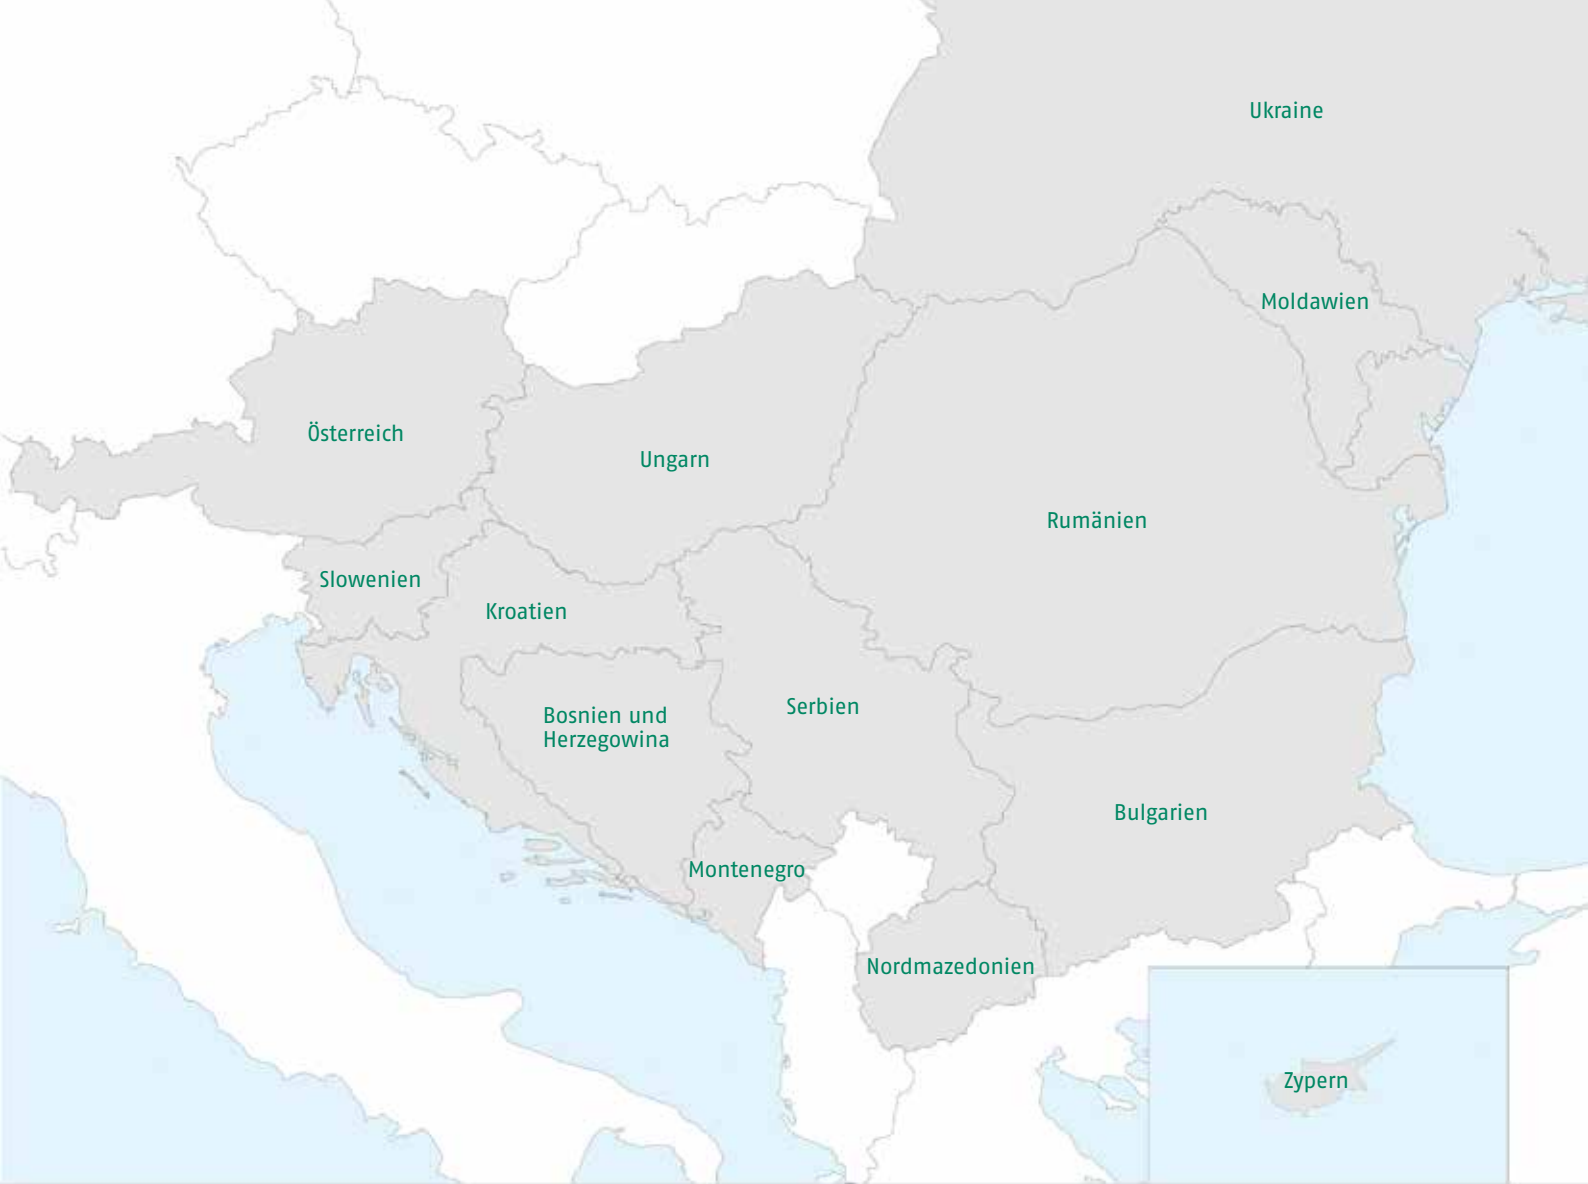 Ukraine
Moldawien
Österreich
Ungarn
Rumänien
Slowenien
Kroatien
Serbien
Bosnien und
Herzegowina
Bulgarien
Montenegro
Nordmazedonien
Zypern